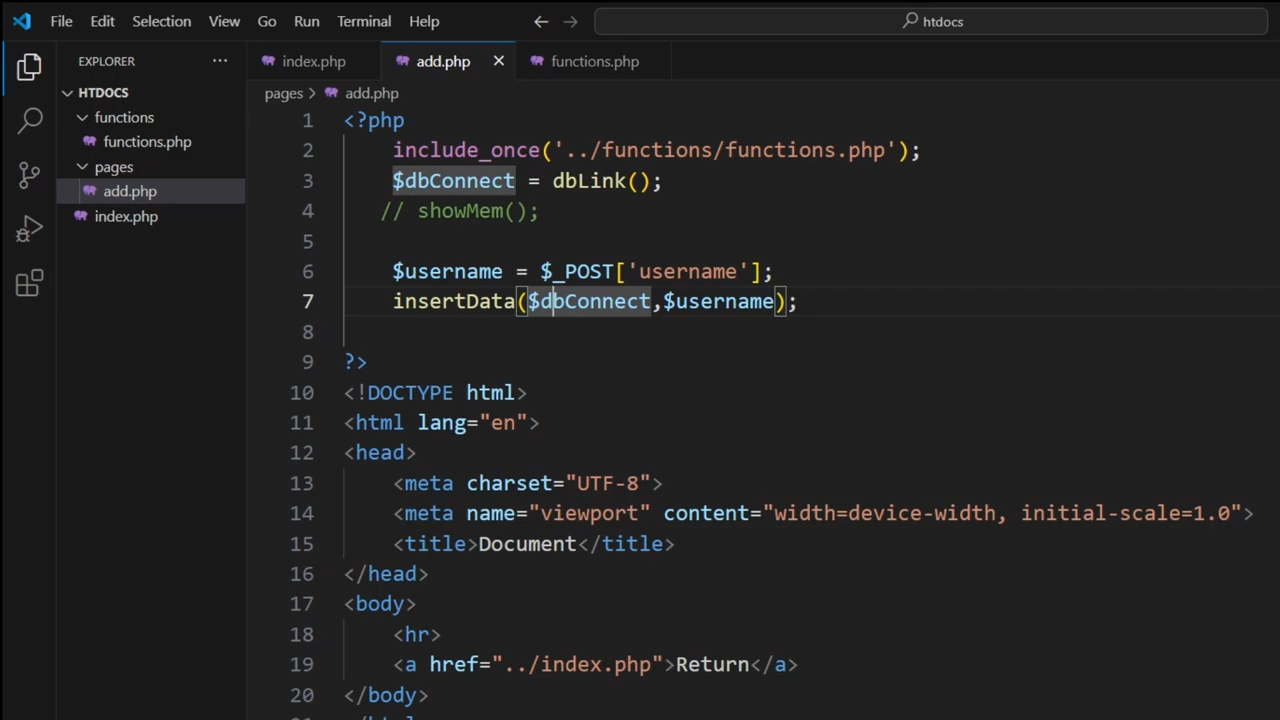 File Edit Selection View Go Run Terminal Help htdocs
EXPLORER ··· index.php add.php functions.php
HTDOCS
functions
functions.php
pages
add.php
index.php
pages > add.php
1 <?php
2 include_once('../functions/functions.php');
3 $dbConnect = dbLink();
4 // showMem();
5
6 $username = $_POST['username'];
7 insertData($dbConnect,$username);
8
9 ?>
10 <!DOCTYPE html>
11 <html lang="en">
12 <head>
13 <meta charset="UTF-8">
14 <meta name="viewport" content="width=device-width, initial-scale=1.0">
15 <title>Document</title>
16 </head>
17 <body>
18 <hr>
19 <a href="../index.php">Return</a>
20 </body>